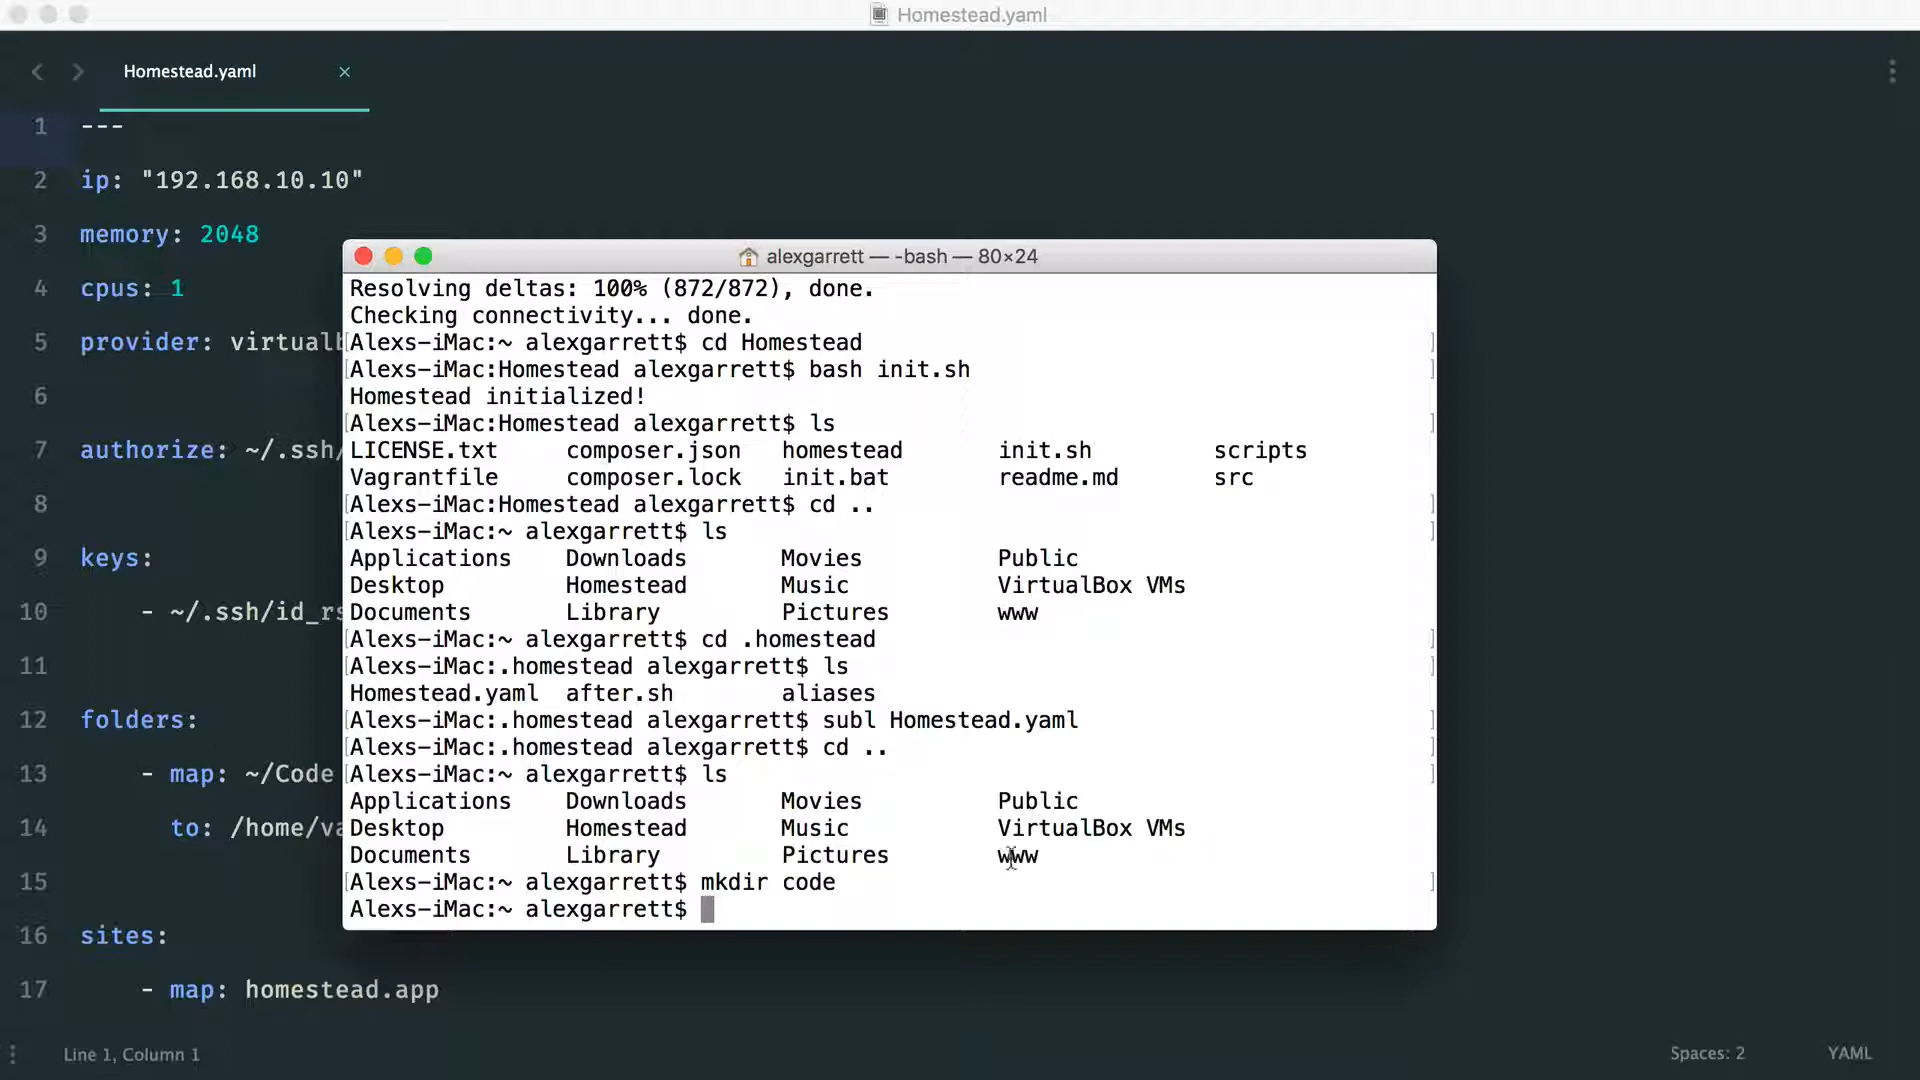 Homestead.yaml
Homestead.yaml ×
1 ---
2 ip: "192.168.10.10"
3 memory: 2048
4 cpus: 1
5 provider:
6
7 authorize: ~/.ssh/
8
9 keys:
10 - ~/.ssh/
11
12 folders:
13 - map: ~/Code
14 to: /home/
15
16 sites:
17 - map: homestead.app
alexgarrett — -bash — 80×24
Resolving deltas: 100% (872/872), done.
Checking connectivity... done.
Alexs-iMac:~ alexgarrett$ cd Homestead
Alexs-iMac:Homestead alexgarrett$ bash init.sh
Homestead initialized!
Alexs-iMac:Homestead alexgarrett$ ls
LICENSE.txt composer.json homestead init.sh scripts
Vagrantfile composer.lock init.bat readme.md src
Alexs-iMac:Homestead alexgarrett$ cd ..
Alexs-iMac:~ alexgarrett$ ls
Applications Downloads Movies Public
Desktop Homestead Music VirtualBox VMs
Documents Library Pictures www
Alexs-iMac:~ alexgarrett$ cd .homestead
Alexs-iMac:.homestead alexgarrett$ ls
Homestead.yaml after.sh aliases
Alexs-iMac:.homestead alexgarrett$ subl Homestead.yaml
Alexs-iMac:.homestead alexgarrett$ cd ..
Alexs-iMac:~ alexgarrett$ ls
Applications Downloads Movies Public
Desktop Homestead Music VirtualBox VMs
Documents Library Pictures www
Alexs-iMac:~ alexgarrett$ mkdir code
Alexs-iMac:~ alexgarrett$
Line 1, Column 1
Spaces: 2 YAML